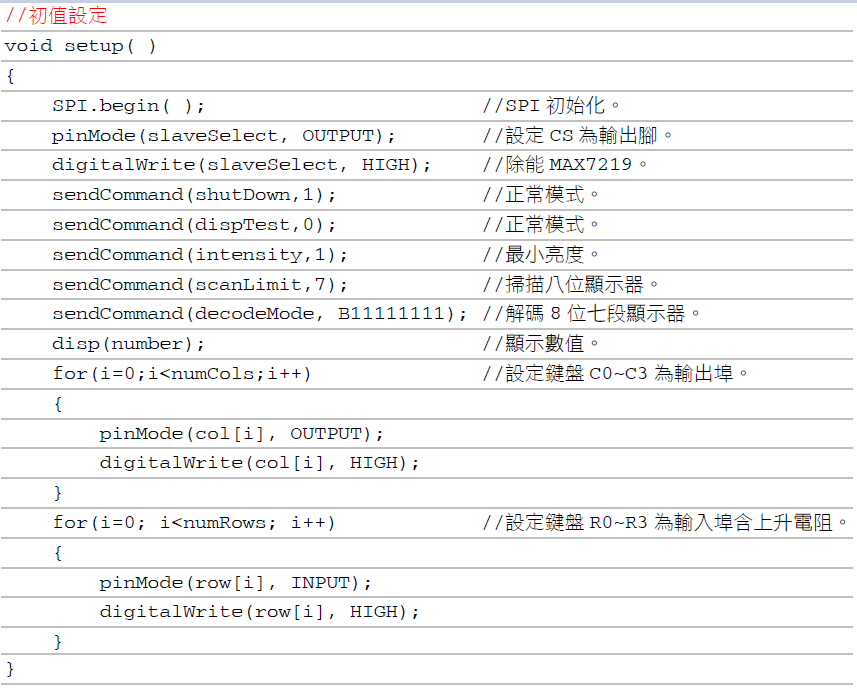 //初值設定
void setup( )
{
    SPI.begin( ); //SPI 初始化。
    pinMode(slaveSelect, OUTPUT); //設定 CS 為輸出腳。
    digitalWrite(slaveSelect, HIGH); //除能 MAX7219。
    sendCommand(shutDown,1); //正常模式。
    sendCommand(dispTest,0); //正常模式。
    sendCommand(intensity,1); //最小亮度。
    sendCommand(scanLimit,7); //掃描八位顯示器。
    sendCommand(decodeMode, B11111111); //解碼 8 位七段顯示器。
    disp(number); //顯示數值。
    for(i=0;i<numCols;i++) //設定鍵盤 C0~C3 為輸出埠。
    {
        pinMode(col[i], OUTPUT);
        digitalWrite(col[i], HIGH);
    }
    for(i=0; i<numRows; i++) //設定鍵盤 R0~R3 為輸入埠含上升電阻。
    {
        pinMode(row[i], INPUT);
        digitalWrite(row[i], HIGH);
    }
}